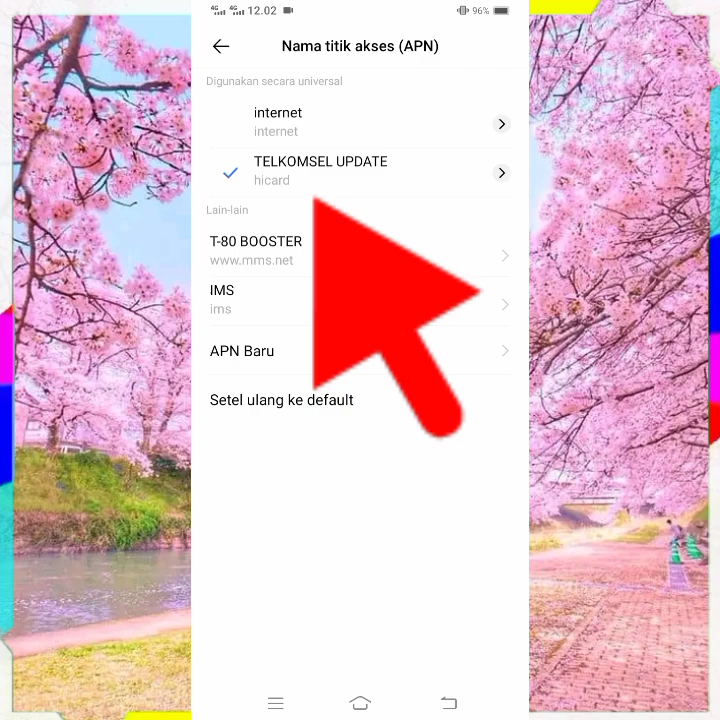 4G 4G 12.02 96%
Nama titik akses (APN)
Digunakan secara universal
internet
internet
TELKOMSEL UPDATE
hicard
Lain-lain
T-80 BOOSTER
www.mms.net
IMS
ims
APN Baru
Setel ulang ke default